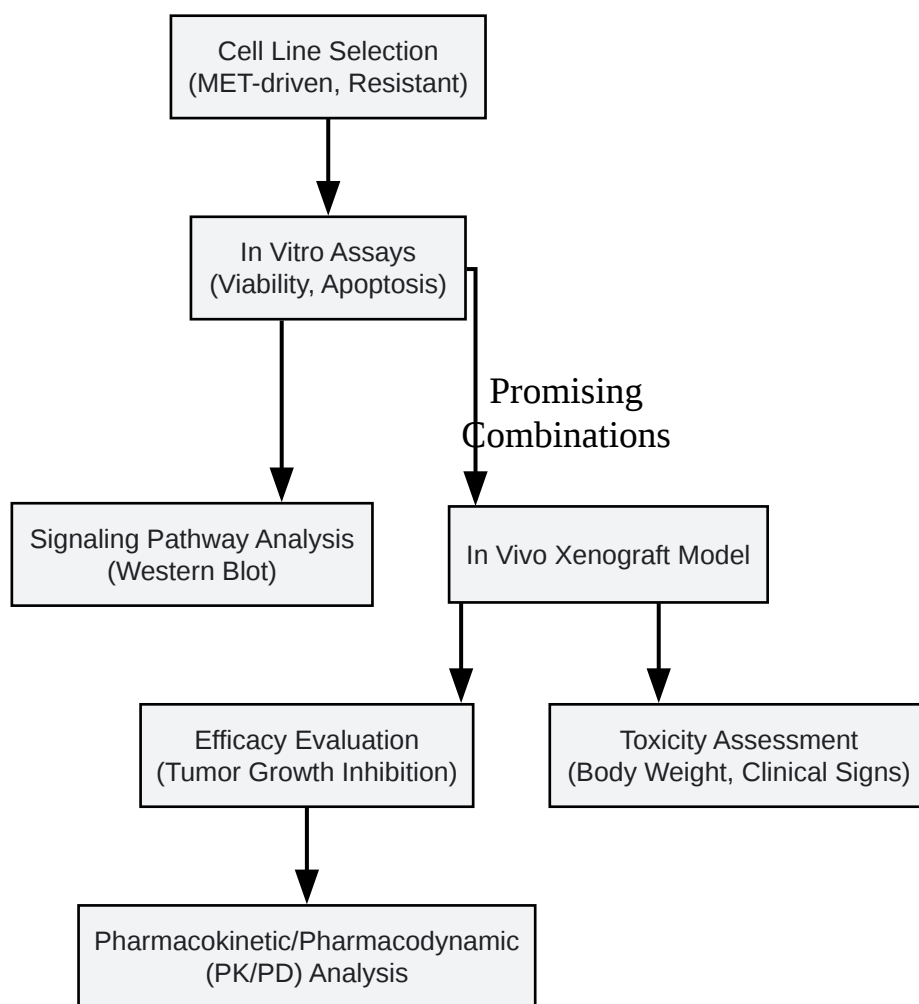 Cell Line Selection
(MET-driven, Resistant)
In Vitro Assays
(Viability, Apoptosis)
Promising
Combinations
Signaling Pathway Analysis
(Western Blot)
In Vivo Xenograft Model
Efficacy Evaluation
(Tumor Growth Inhibition)
Toxicity Assessment
(Body Weight, Clinical Signs)
Pharmacokinetic/Pharmacodynamic
(PK/PD) Analysis